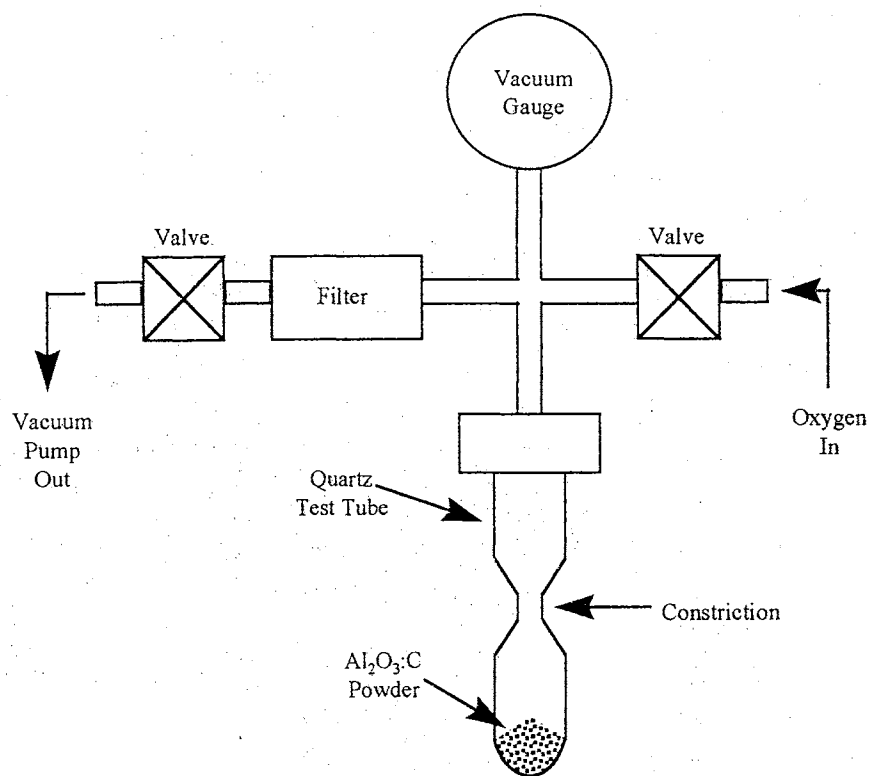 Vacuum
Gauge
Valve
Valve
Filter
Vacuum
Pump
Out
Oxygen
In
Quartz
Test Tube
Constriction
Al₂O₃:C
Powder